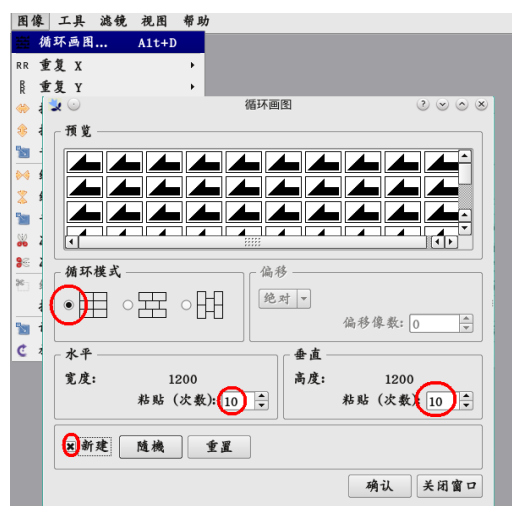 图像 工具 滤镜 视图 帮助
循环画图... Alt+D
RR 重复 X
RR 重复 Y
循环画图
预览
循环模式
偏移
绝对
偏移像数: 0
水平
垂直
宽度: 1200
高度: 1200
粘贴 (次数): 10
粘贴 (次数): 10
新建 随機 重置
确认 关闭窗口